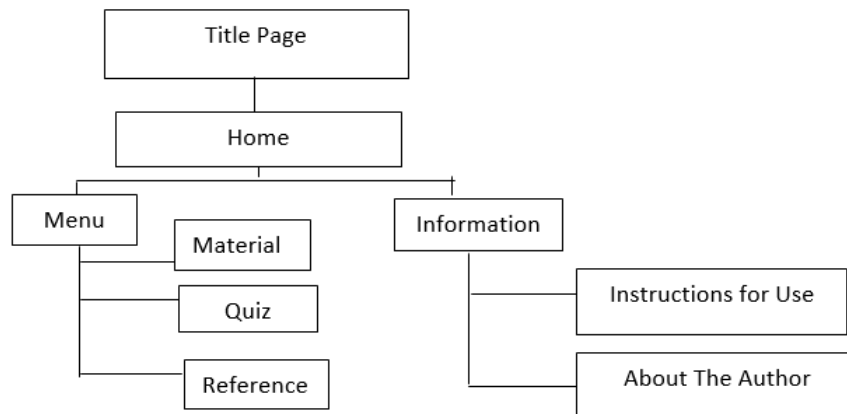 Title Page
Home
Menu
Material
Quiz
Reference
Information
Instructions for Use
About The Author